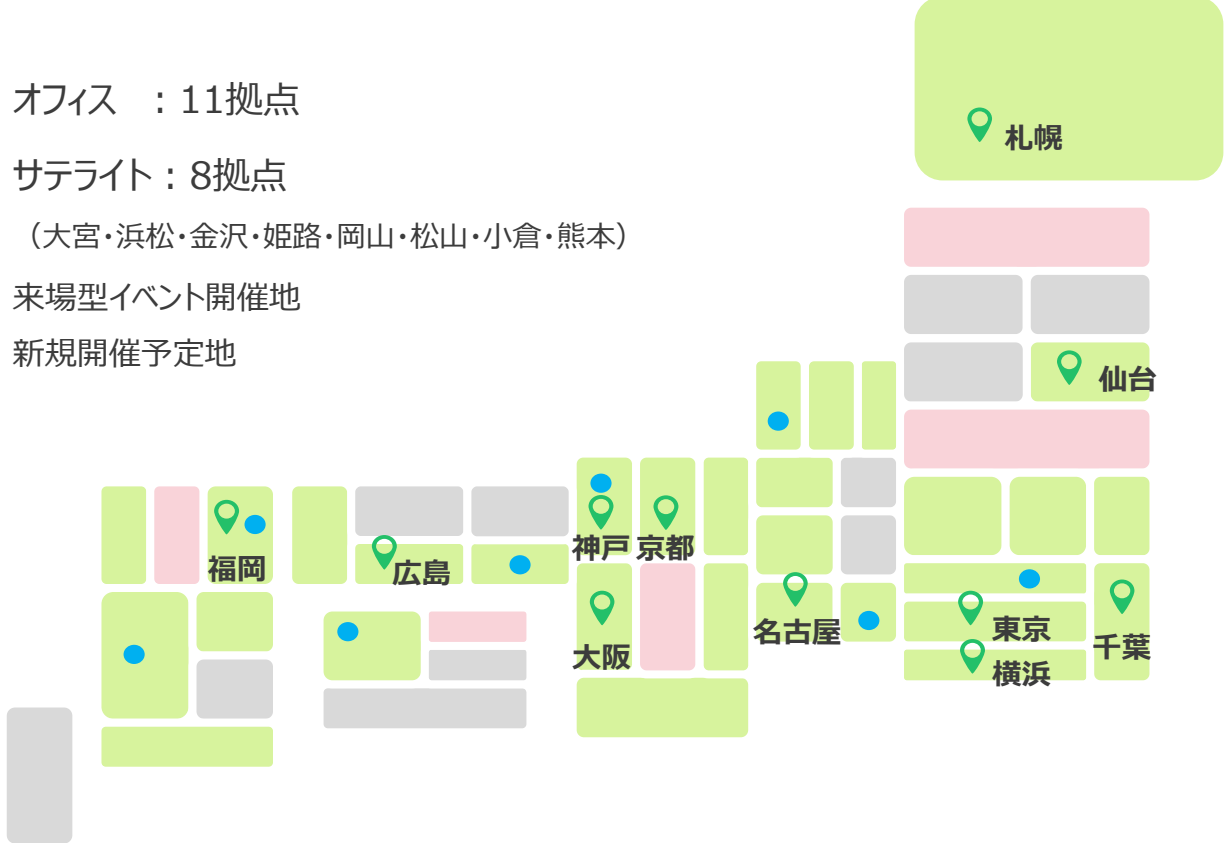 オフィス ：11拠点
サテライト：8拠点
（大宮・浜松・金沢・姫路・岡山・松山・小倉・熊本）
来場型イベント開催地
新規開催予定地
札幌
仙台
神戸
京都
福岡
広島
名古屋
東京
千葉
大阪
横浜